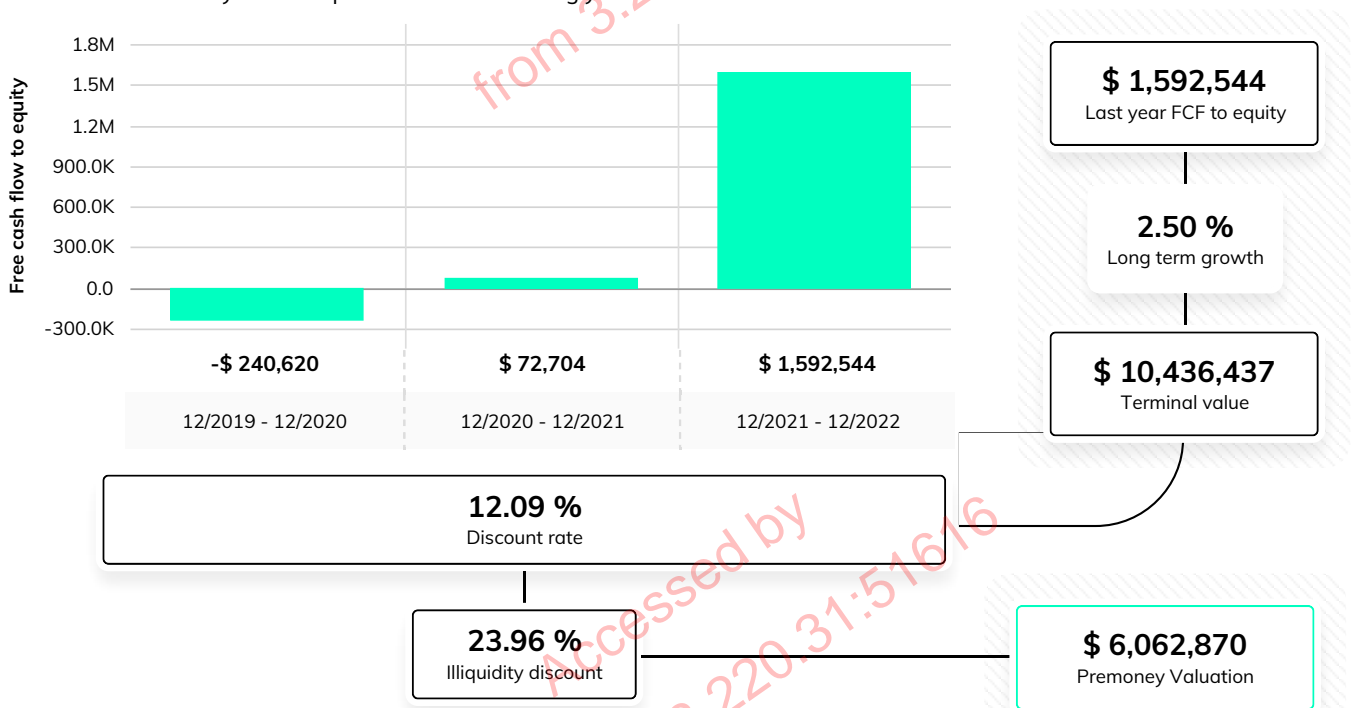 from 3.2
Free cash flow to equity
1.8M
1.5M
1.2M
900.0K
600.0K
300.0K
0.0
-300.0K
-$ 240,620
$ 72,704
$ 1,592,544
12/2019 - 12/2020
12/2020 - 12/2021
12/2021 - 12/2022
$ 1,592,544
Last year FCF to equity
2.50 %
Long term growth
$ 10,436,437
Terminal value
12.09 %
Discount rate
23.96 %
Illiquidity discount
$ 6,062,870
Premoney Valuation
Accessed by
220.31:51616